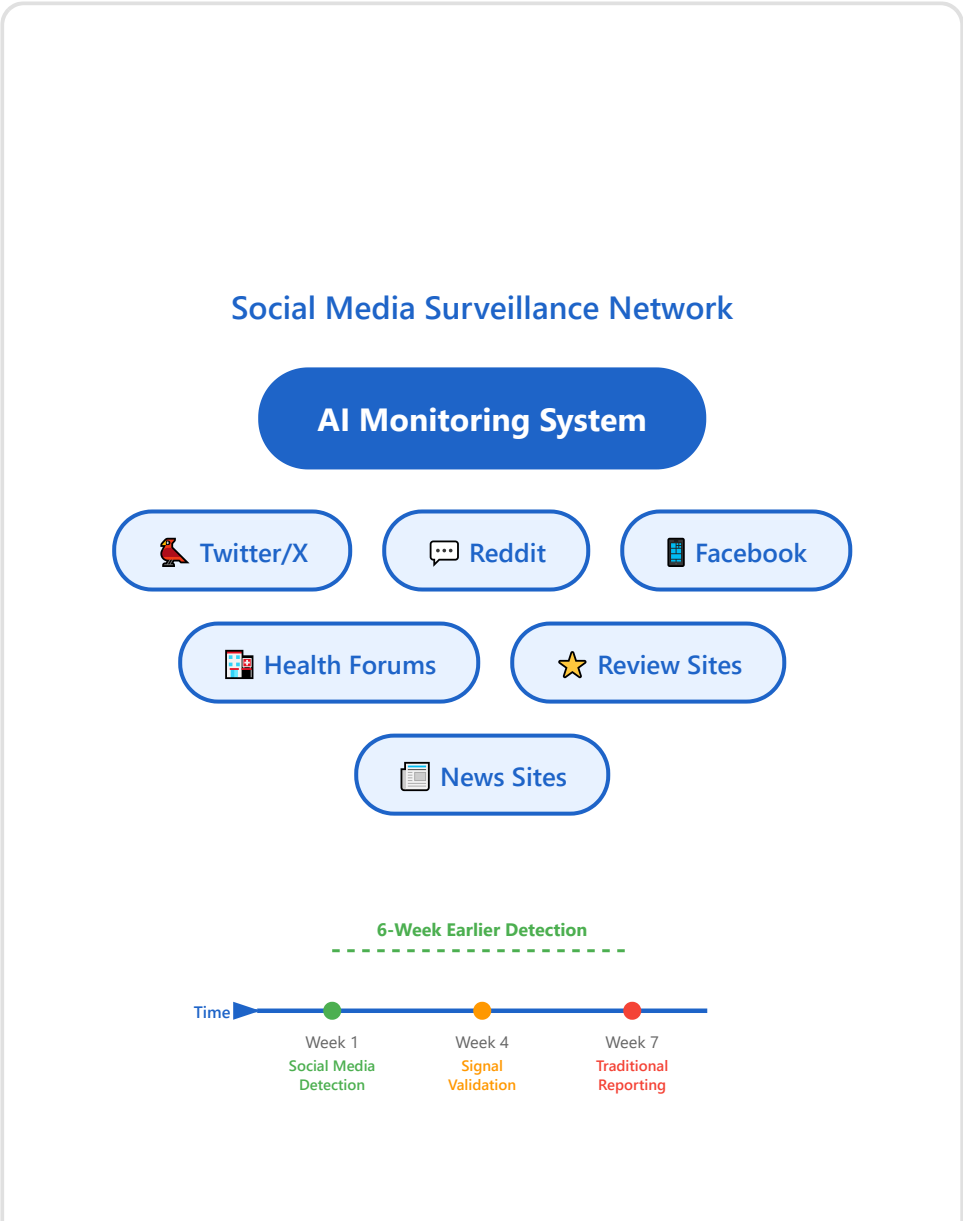 Social Media Surveillance Network
AI Monitoring System
Twitter/X
Reddit
Facebook
Health Forums
Review Sites
News Sites
6-Week Earlier Detection
Time
Week 1
Social Media
Detection
Week 4
Signal
Validation
Week 7
Traditional
Reporting